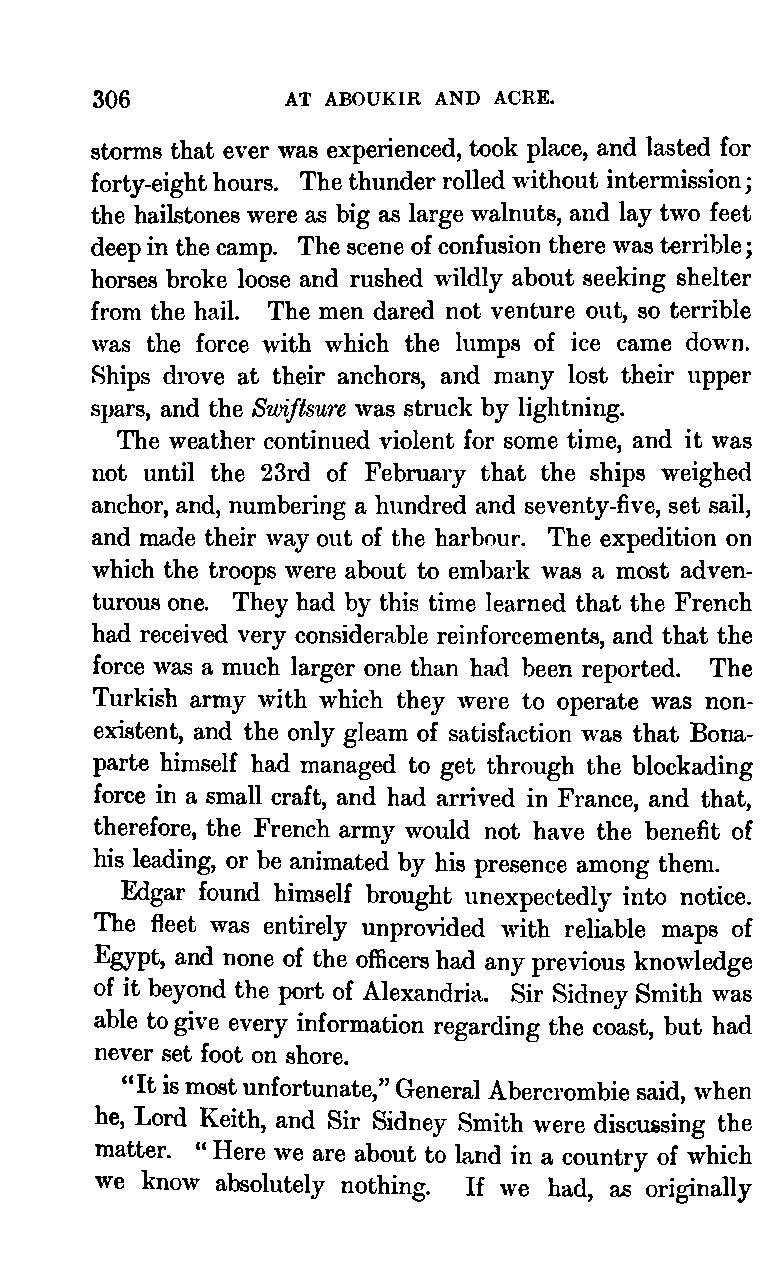 306 AT ABOUKIR AND ACRE.
storms that ever was experienced, took place, and lasted for
forty-eight hours. The thunder rolled without intermission;
the hailstones were as big as large walnuts, and lay two feet
deep in the camp. The scene of confusion there was terrible;
horses broke loose and rushed wildly about seeking shelter
from the hail. The men dared not venture out, so terrible
was the force with which the lumps of ice came down.
Ships drove at their anchors, and many lost their upper
spars, and the Swiftsure was struck by lightning.
The weather continued violent for some time, and it was
not until the 23rd of February that the ships weighed
anchor, and, numbering a hundred and seventy-five, set sail,
and made their way out of the harbour. The expedition on
which the troops were about to embark was a most adven-
turous one. They had by this time learned that the French
had received very considerable reinforcements, and that the
force was a much larger one than had been reported. The
Turkish army with which they were to operate was non-
existent, and the only gleam of satisfaction was that Bona-
parte himself had managed to get through the blockading
force in a small craft, and had arrived in France, and that,
therefore, the French army would not have the benefit of
his leading, or be animated by his presence among them.
Edgar found himself brought unexpectedly into notice.
The fleet was entirely unprovided with reliable maps of
Egypt, and none of the officers had any previous knowledge
of it beyond the port of Alexandria. Sir Sidney Smith was
able to give every information regarding the coast, but had
never set foot on shore.
"It is most unfortunate," General Abercrombie said, when
he, Lord Keith, and Sir Sidney Smith were discussing the
matter. "Here we are about to land in a country of which
we know absolutely nothing. If we had, as originally